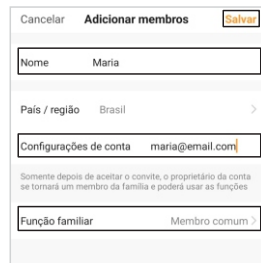 Cancelar Adicionar membros Salvar
Nome Maria
País / região Brasil
Configurações de conta maria@email.com
Somente depois de aceitar o convite, o proprietário da conta
se tornará um membro da família e poderá usar as funções
Função familiar Membro comum